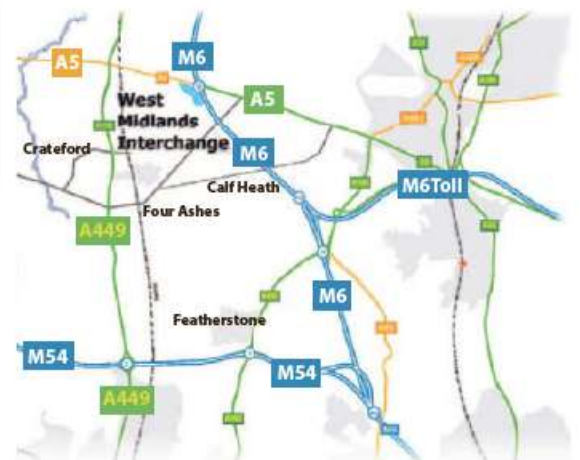 M6
A5
A5
West
Midlands
Interchange
Crateford
M6
Calf Heath
M6Toll
Four Ashes
A449
M6
Featherstone
M54
M54
A449